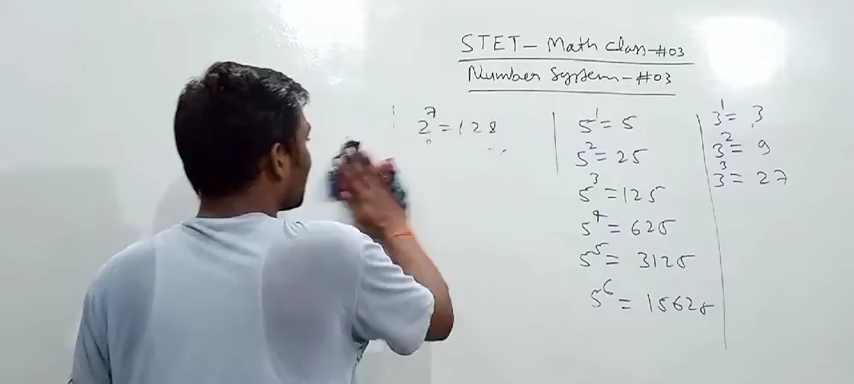 STET- Math Class-#03
Number System-#03
2⁷ = 128
5¹ = 5
5² = 25
5³ = 125
5⁴ = 625
5⁵ = 3125
5⁶ = 15625
3¹ = 3
3² = 9
3³ = 27